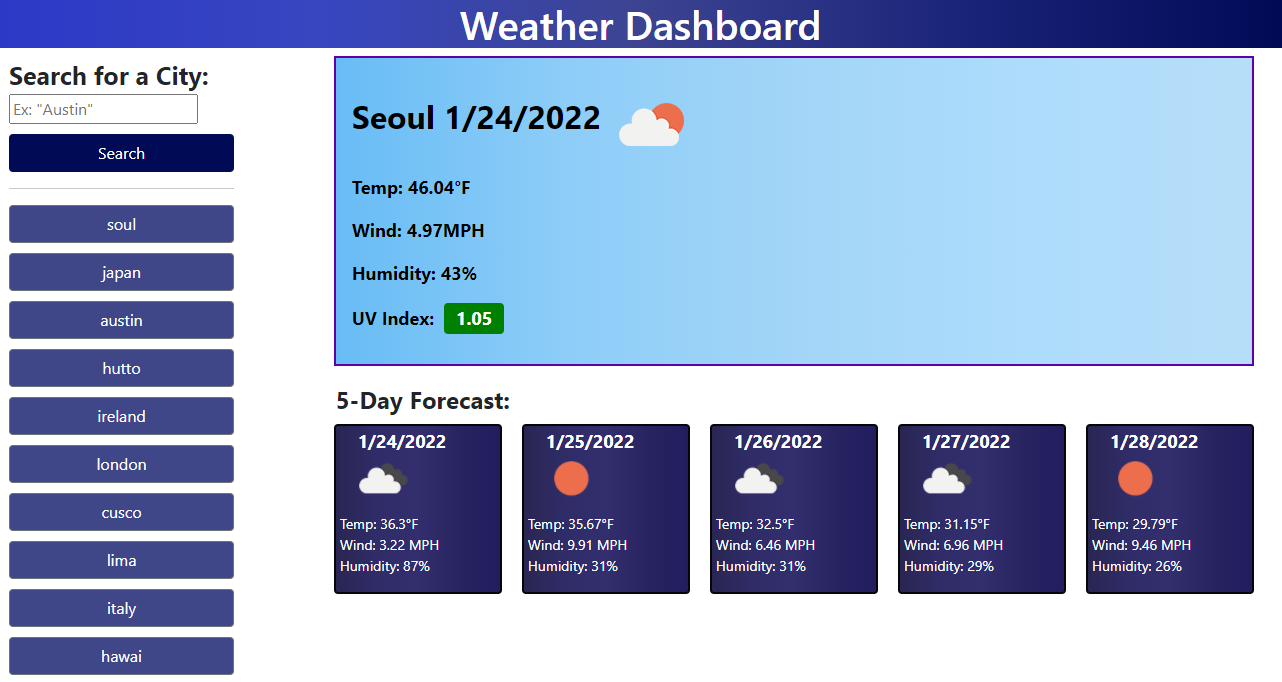 Weather Dashboard
Search for a City:
Ex: "Austin"
Search
soul
japan
austin
hutto
ireland
london
cusco
lima
italy
hawai
Seoul 1/24/2022
Temp: 46.04°F
Wind: 4.97MPH
Humidity: 43%
UV Index: 1.05
5-Day Forecast:
1/24/2022
Temp: 36.3°F
Wind: 3.22 MPH
Humidity: 87%
1/25/2022
Temp: 35.67°F
Wind: 9.91 MPH
Humidity: 31%
1/26/2022
Temp: 32.5°F
Wind: 6.46 MPH
Humidity: 31%
1/27/2022
Temp: 31.15°F
Wind: 6.96 MPH
Humidity: 29%
1/28/2022
Temp: 29.79°F
Wind: 9.46 MPH
Humidity: 26%